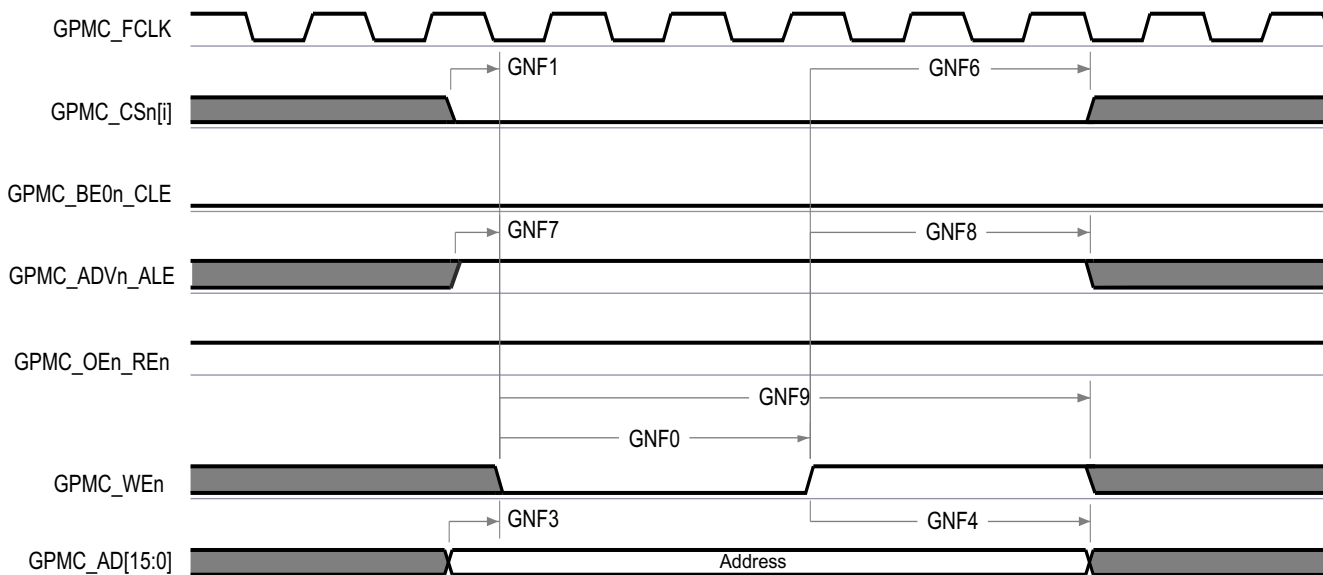 GPMC_FCLK
GNF1
GNF6
GPMC_CSn[i]
GPMC_BE0n_CLE
GNF7
GNF8
GPMC_ADVn_ALE
GPMC_OEn_REn
GNF9
GNF0
GPMC_WEn
GNF3
GNF4
GPMC_AD[15:0]
Address